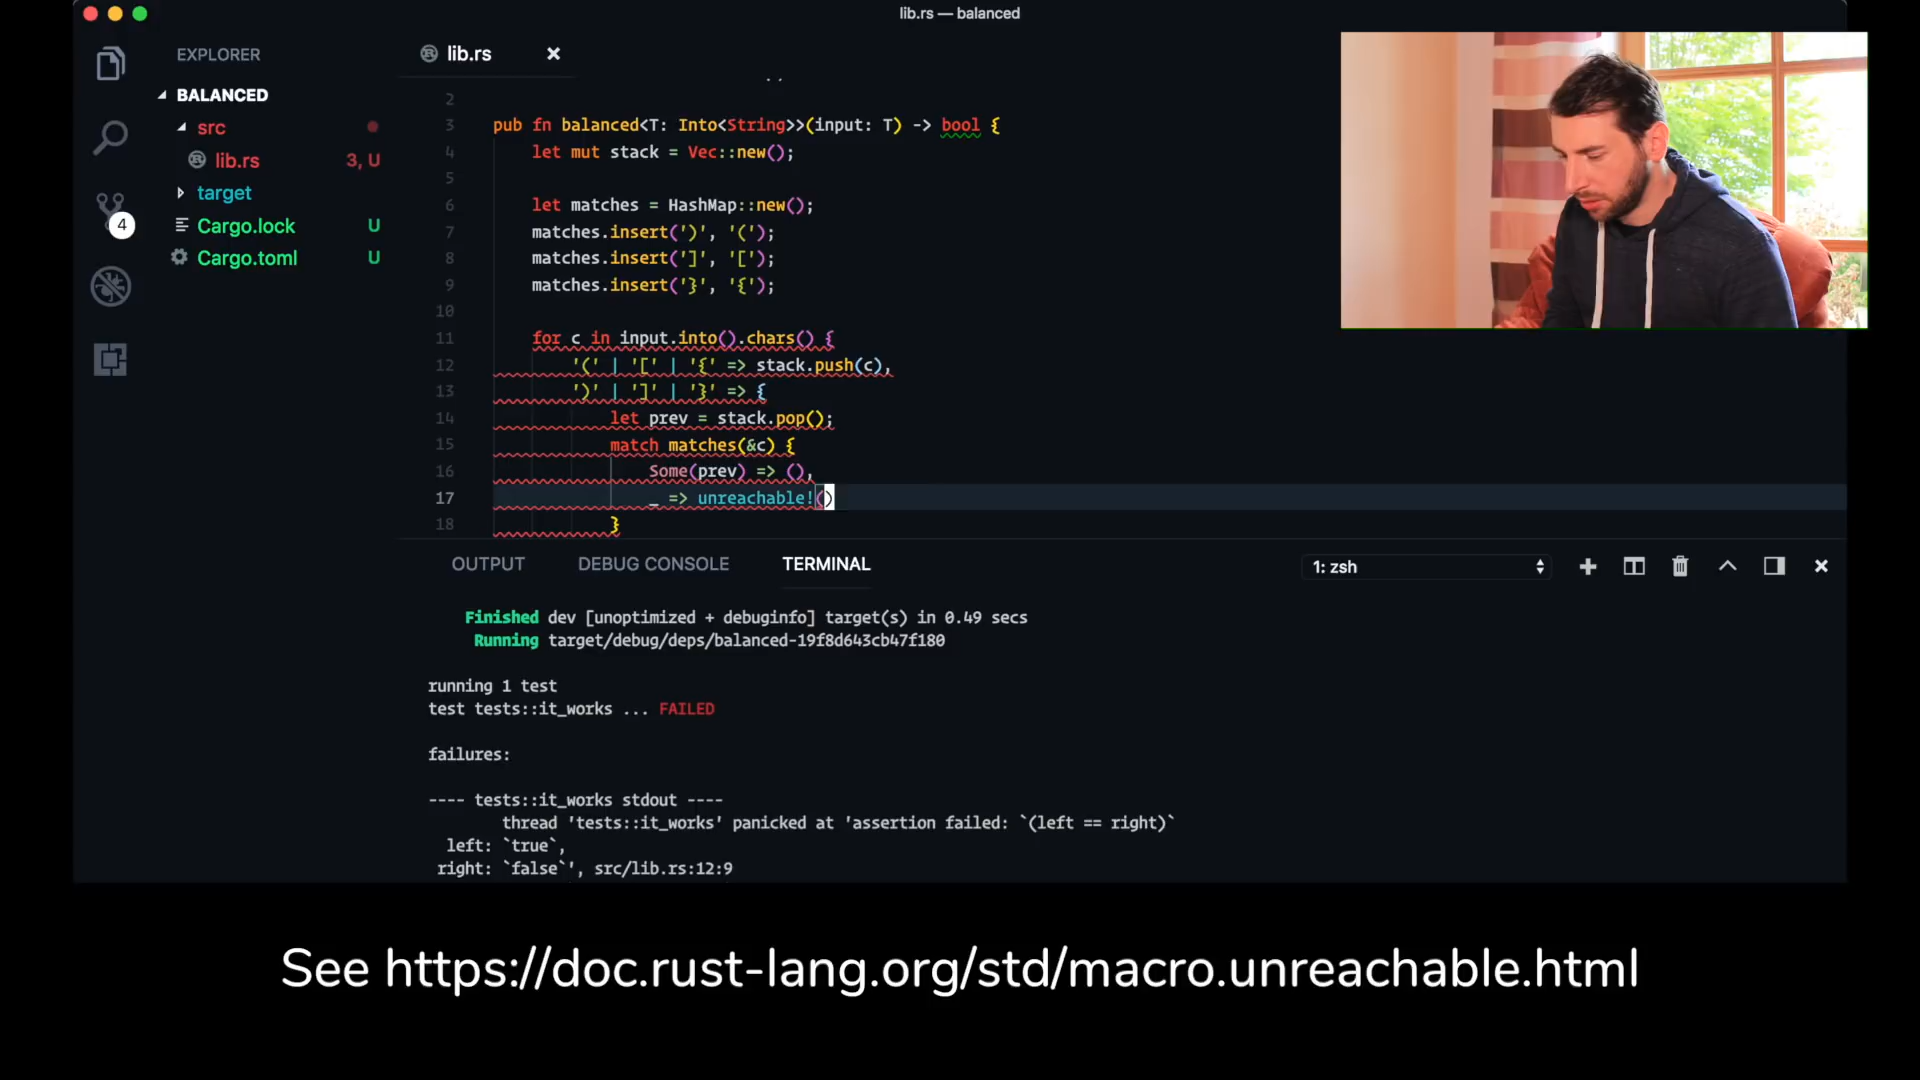 lib.rs — balanced
EXPLORER
BALANCED
src
lib.rs 3, U
target
Cargo.lock U
Cargo.toml U
4
lib.rs
2
3 pub fn balanced<T: Into<String>>(input: T) -> bool {
4 let mut stack = Vec::new();
5
6 let matches = HashMap::new();
7 matches.insert(')', '(');
8 matches.insert(']', '[');
9 matches.insert('}', '{');
10
11 for c in input.into().chars() {
12 '(' | '[' | '{' => stack.push(c),
13 ')' | ']' | '}' => {
14 let prev = stack.pop();
15 match matches(&c) {
16 Some(prev) => (),
17 _ => unreachable!()
18 }
OUTPUT DEBUG CONSOLE TERMINAL 1: zsh
Finished dev [unoptimized + debuginfo] target(s) in 0.49 secs
Running target/debug/deps/balanced-19f8d643cb47f180
running 1 test
test tests::it_works ... FAILED
failures:
---- tests::it_works stdout ----
thread 'tests::it_works' panicked at 'assertion failed: `(left == right)`
left: `true`,
right: `false`', src/lib.rs:12:9
See https://doc.rust-lang.org/std/macro.unreachable.html